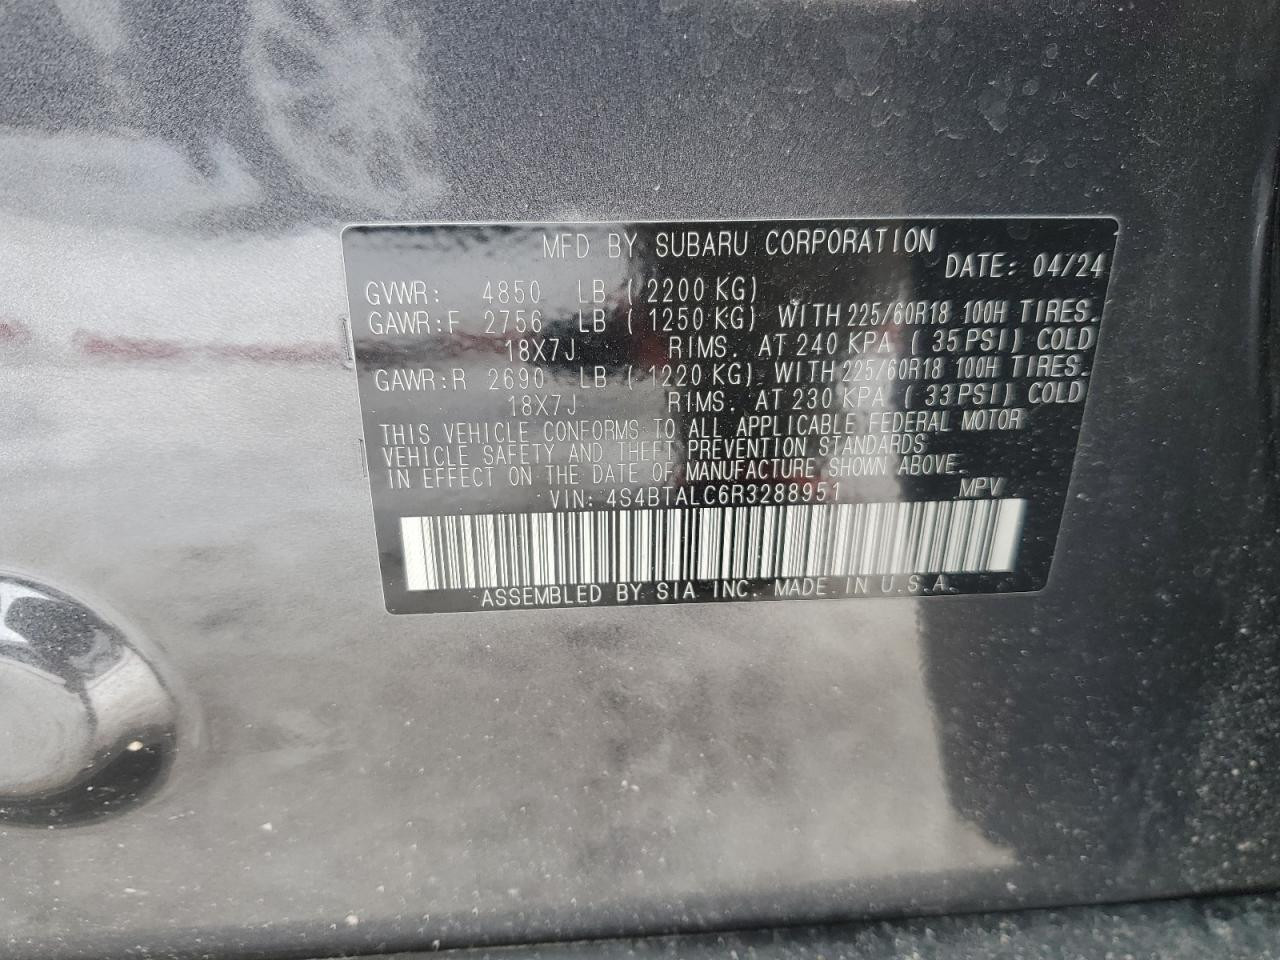 MFD BY SUBARU CORPORATION
DATE: 04/24
GVWR: 4850 LB (2200 KG)
GAWR:F 2756 LB (1250 KG) WITH 225/60R18 100H TIRES.
18X7J RIMS. AT 240 KPA (35 PSI) COLD
GAWR:R 2690 LB (1220 KG) WITH 225/60R18 100H TIRES.
18X7J RIMS. AT 230 KPA (33 PSI) COLD
THIS VEHICLE CONFORMS TO ALL APPLICABLE FEDERAL MOTOR
VEHICLE SAFETY AND THEFT PREVENTION STANDARDS
IN EFFECT ON THE DATE OF MANUFACTURE SHOWN ABOVE.
VIN: 4S4BTALC6R3288951 MPV
ASSEMBLED BY SIA INC. MADE IN U.S.A.